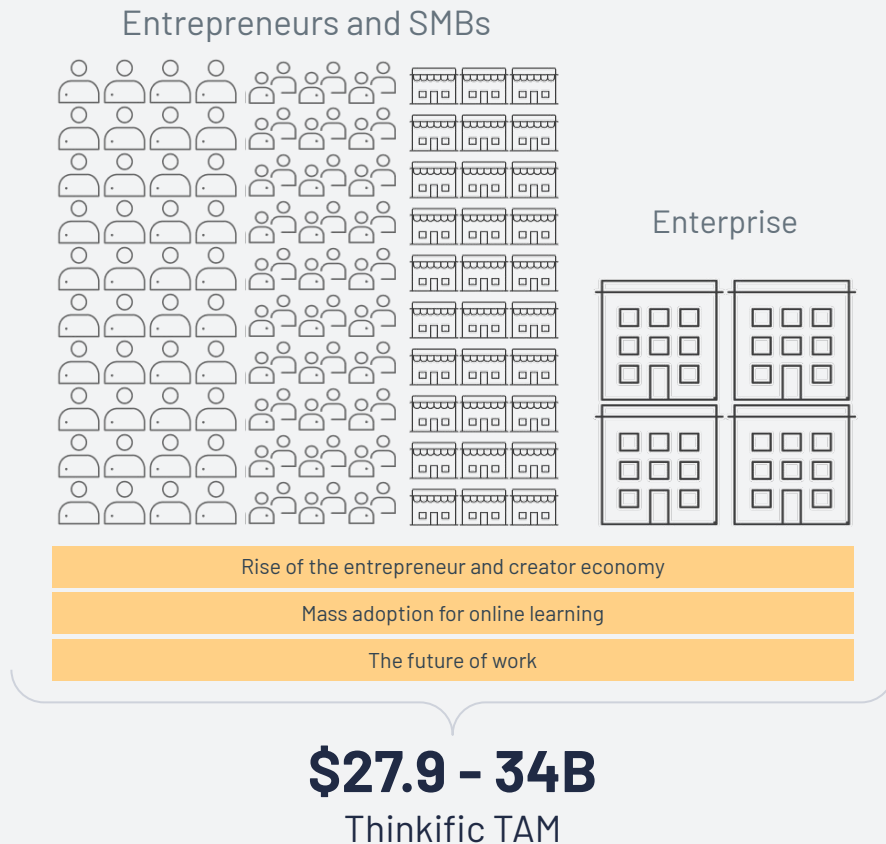 Entrepreneurs and SMBs
Enterprise
Rise of the entrepreneur and creator economy
Mass adoption for online learning
The future of work
$27.9 - 34B
Thinkific TAM